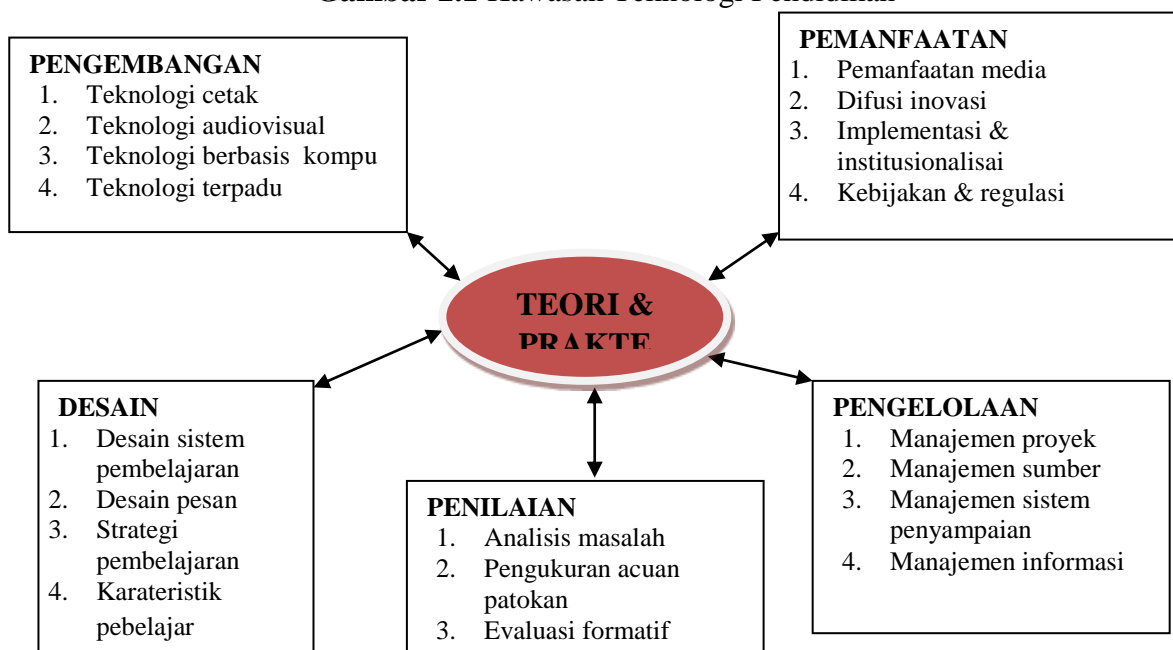 PENGEMBANGAN
1. Teknologi cetak
2. Teknologi audiovisual
3. Teknologi berbasis kompu
4. Teknologi terpadu
PEMANFAATAN
1. Pemanfaatan media
2. Difusi inovasi
3. Implementasi &
institusionalisai
4. Kebijakan & regulasi
TEORI &
PRAKTE
DESAIN
1. Desain sistem
pembelajaran
2. Desain pesan
3. Strategi
pembelajaran
4. Karateristik
pebelajar
PENILAIAN
1. Analisis masalah
2. Pengukuran acuan
patokan
3. Evaluasi formatif
PENGELOLAAN
1. Manajemen proyek
2. Manajemen sumber
3. Manajemen sistem
penyampaian
4. Manajemen informasi